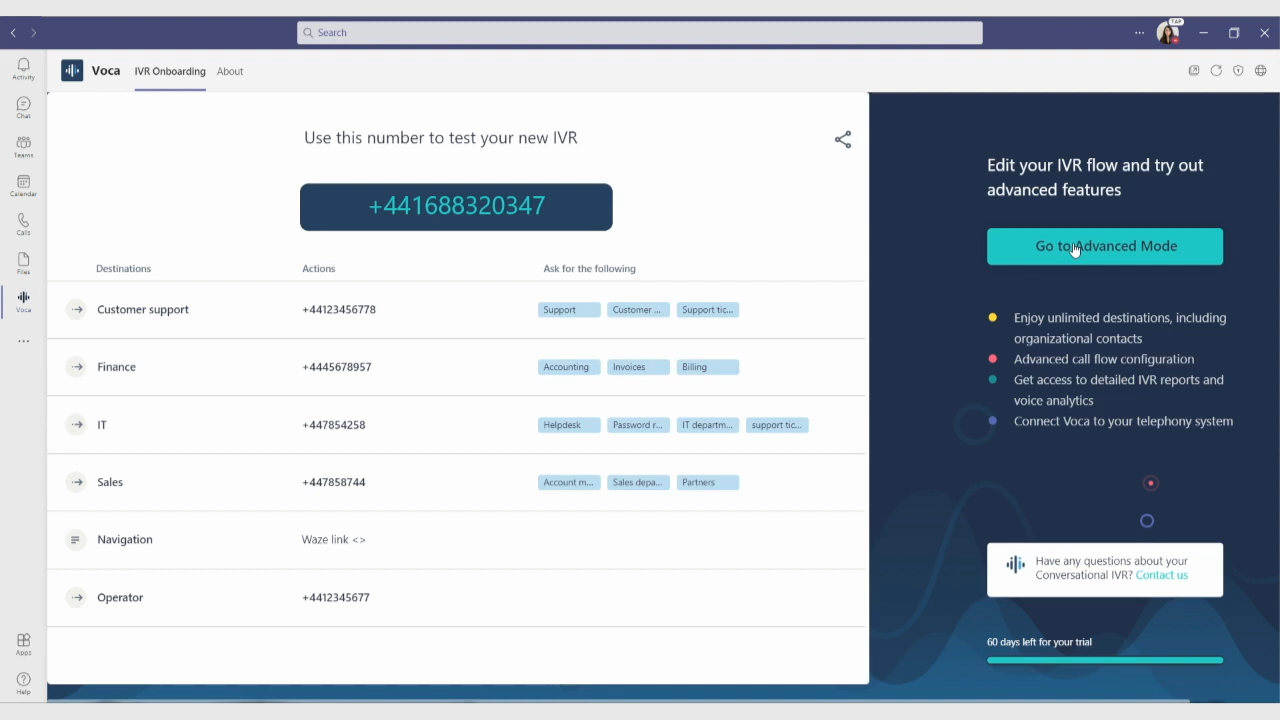 Search
TAP
Activity
Chat
Teams
Calendar
Calls
Files
Voca
Apps
Help
Voca IVR Onboarding About
Use this number to test your new IVR
+441688320347
Destinations Actions Ask for the following
Customer support +44123456778 Support Customer ... Support tic...
Finance +4445678957 Accounting Invoices Billing
IT +447854258 Helpdesk Password r... IT departm... support tic...
Sales +447858744 Account m... Sales depa... Partners
Navigation Waze link <>
Operator +4412345677
Edit your IVR flow and try out
advanced features
Go to Advanced Mode
Enjoy unlimited destinations, including
organizational contacts
Advanced call flow configuration
Get access to detailed IVR reports and
voice analytics
Connect Voca to your telephony system
Have any questions about your
Conversational IVR? Contact us
60 days left for your trial